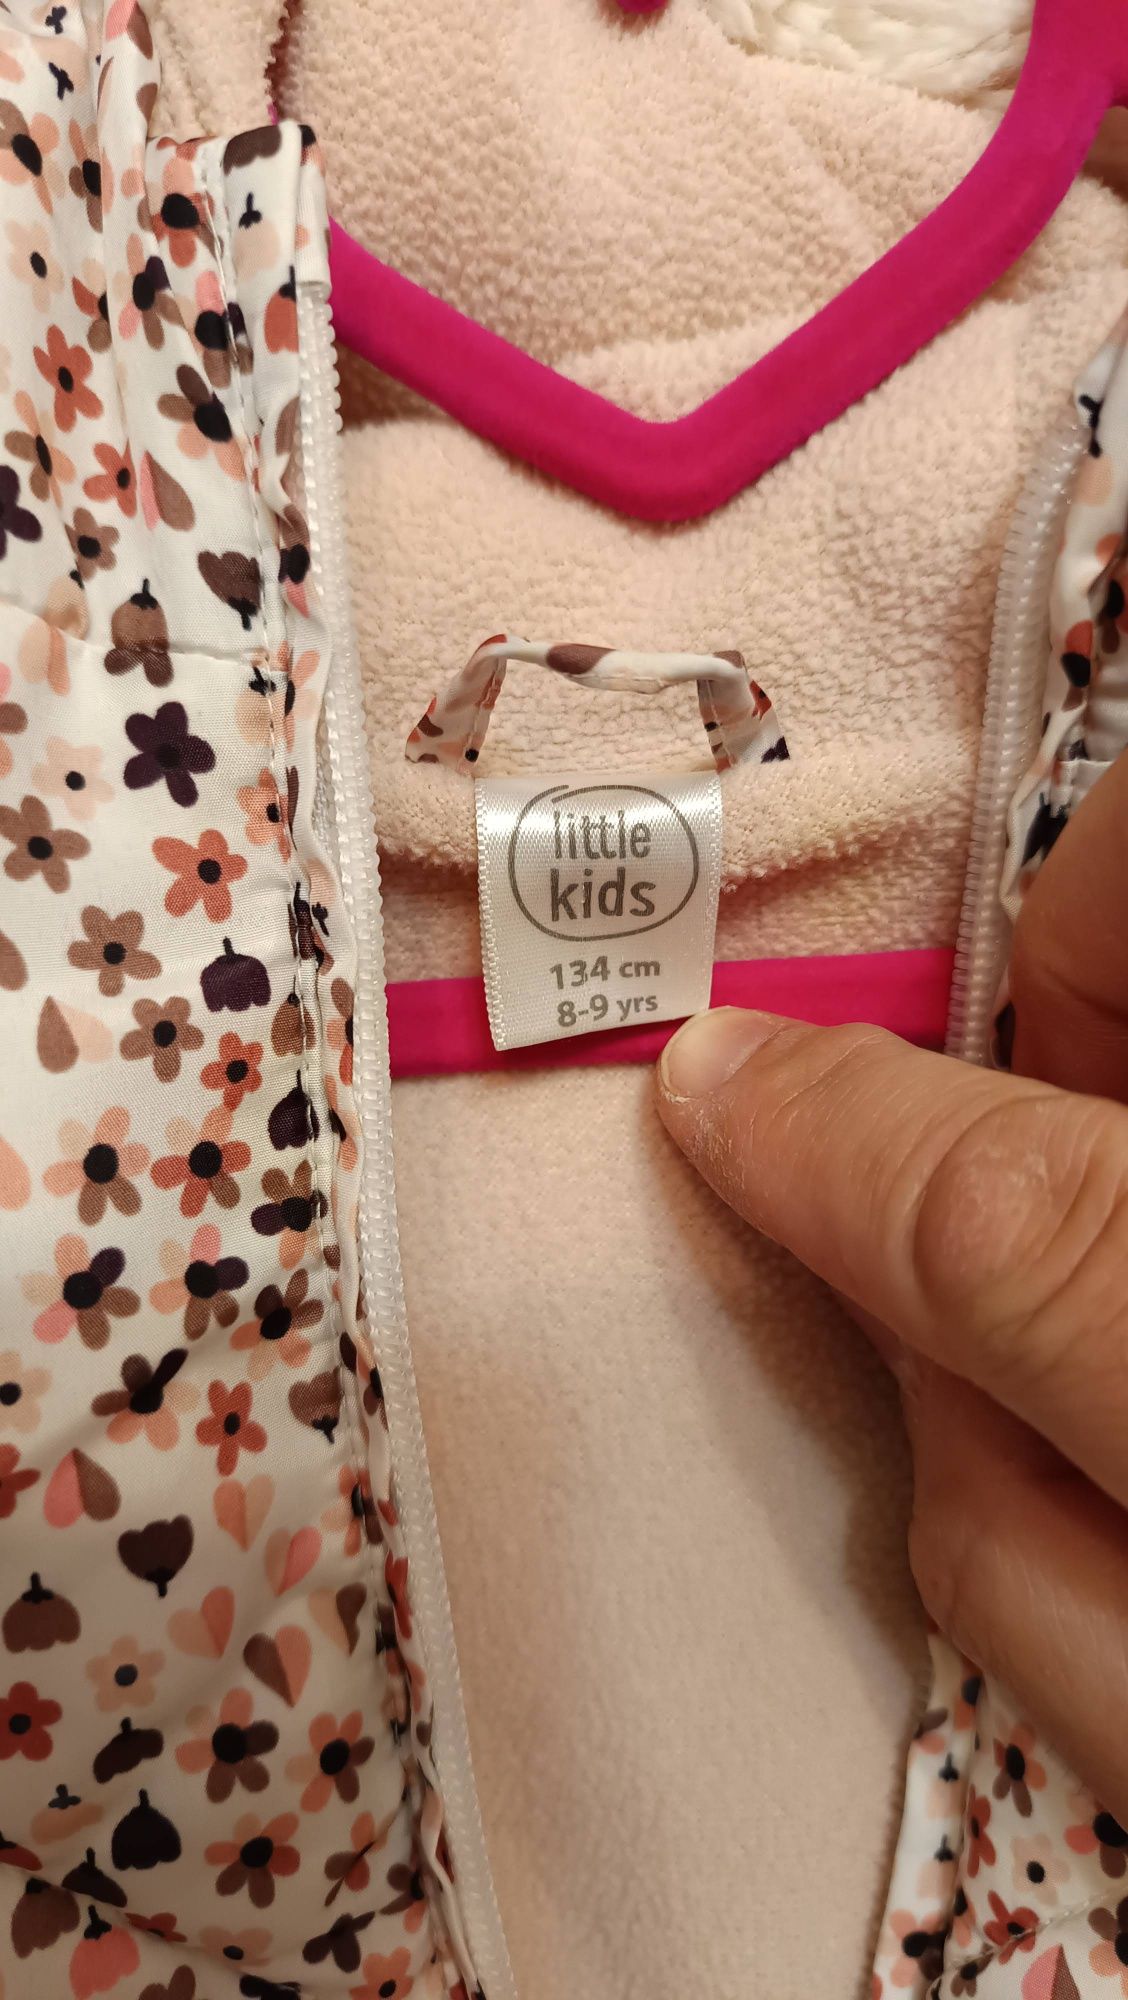 little
kids
134 cm
8-9 yrs